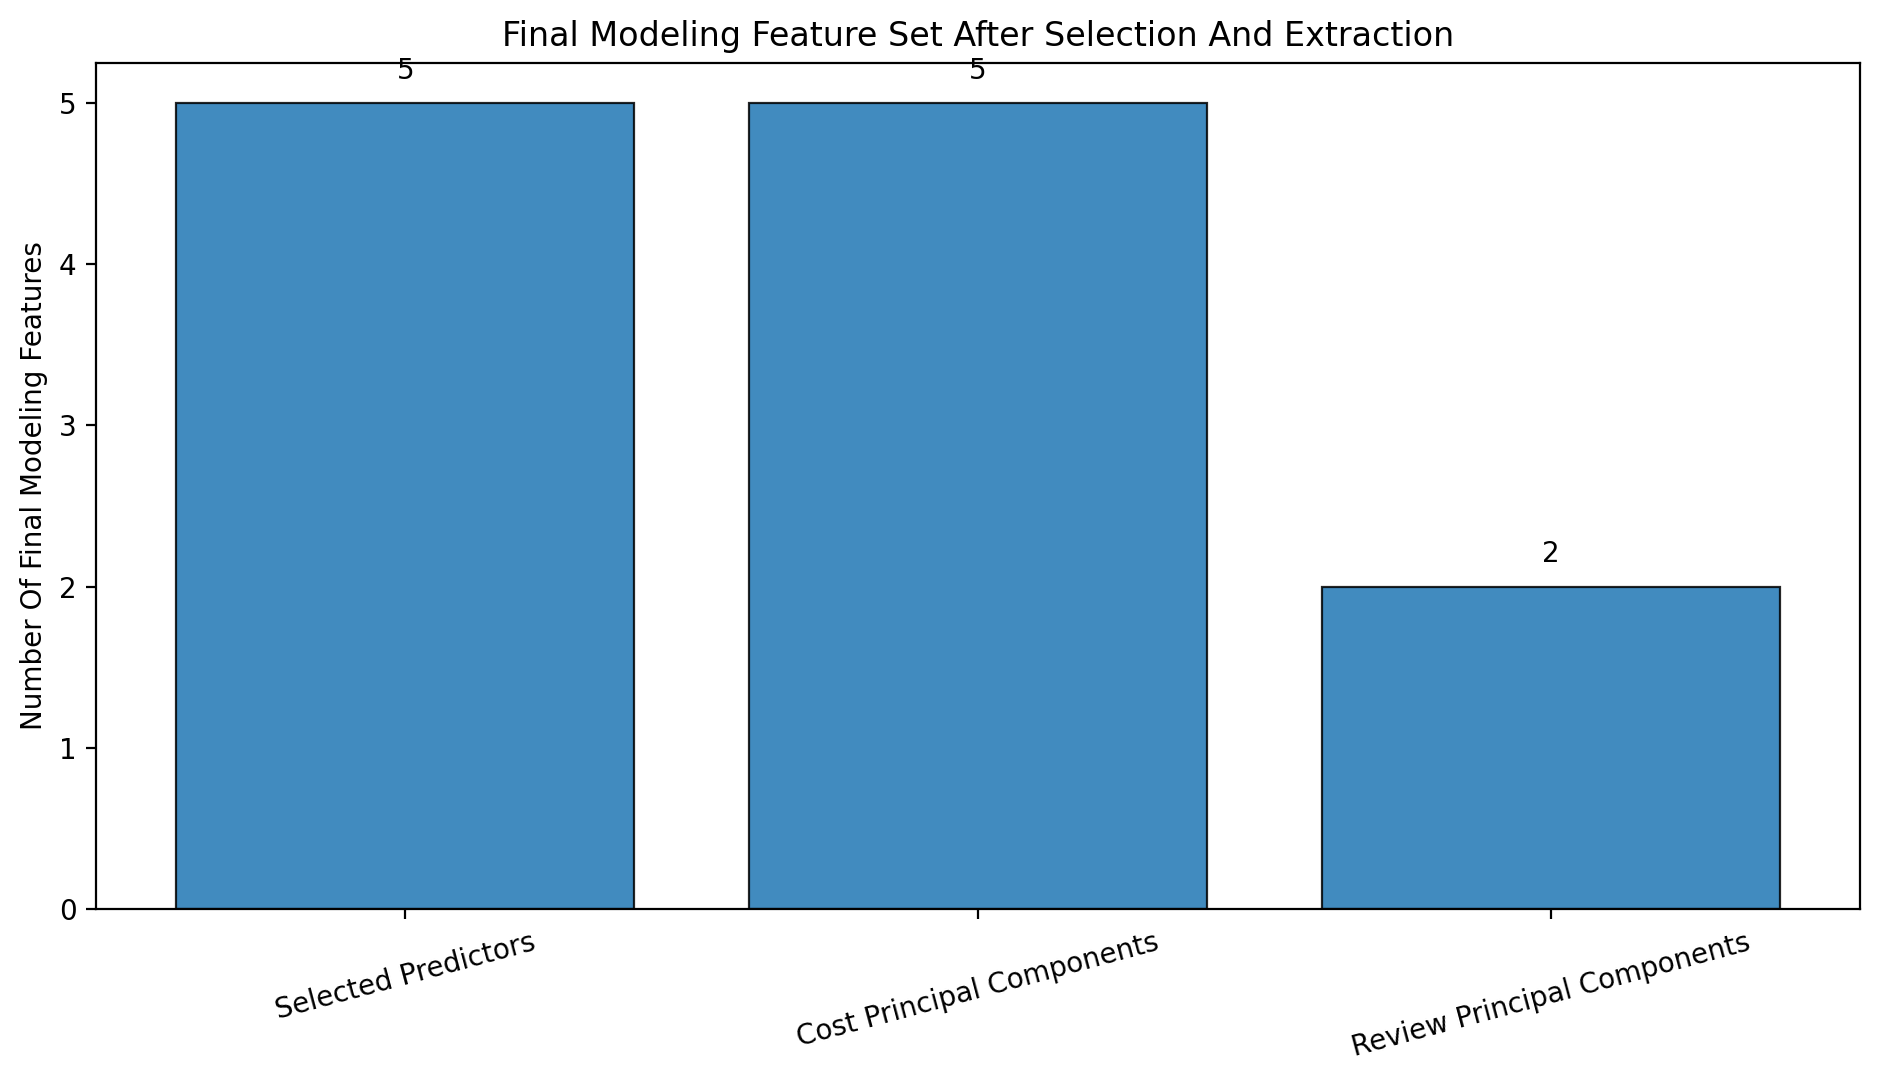 Final Modeling Feature Set After Selection And Extraction
5
5
2
Number Of Final Modeling Features
5
4
3
2
1
0
Selected Predictors
Cost Principal Components
Review Principal Components